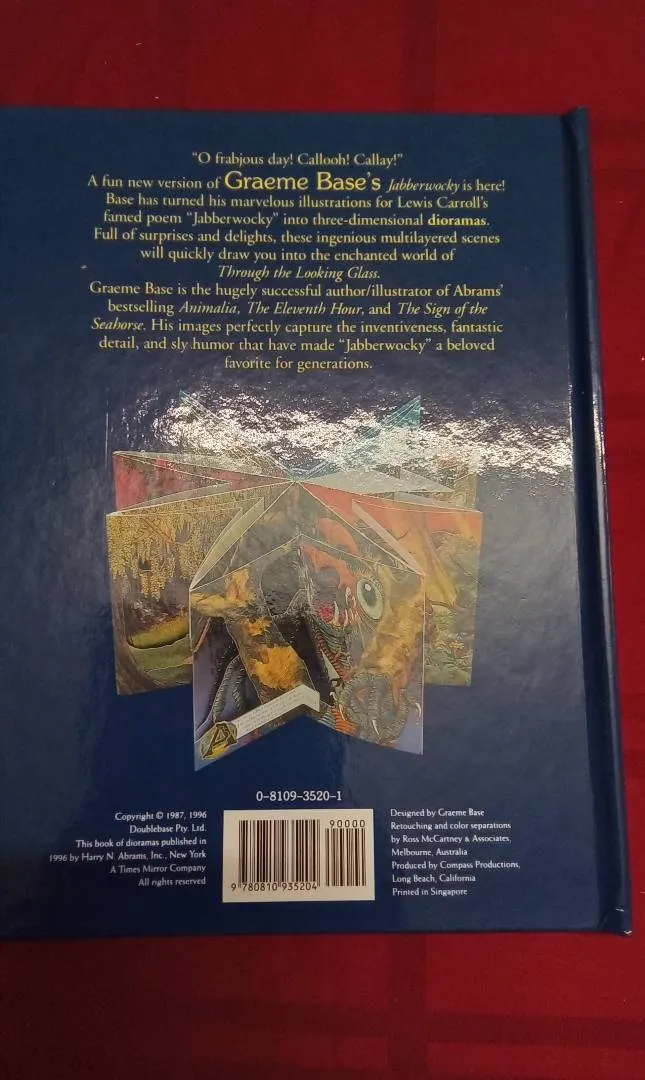 “O frabjous day! Callooh! Callay!”
A fun new version of Graeme Base's Jabberwocky is here!
Base has turned his marvelous illustrations for Lewis Carroll's
famed poem “Jabberwocky” into three-dimensional dioramas.
Full of surprises and delights, these ingenious multilayered scenes
will quickly draw you into the enchanted world of
Through the Looking Glass.
Graeme Base is the hugely successful author/illustrator of Abrams'
bestselling Animalia, The Eleventh Hour, and The Sign of the
Seahorse. His images perfectly capture the inventiveness, fantastic
detail, and sly humor that have made “Jabberwocky” a beloved
favorite for generations.
A
0-8109-3520-1
Copyright © 1987, 1996
Doublebase Pty. Ltd.
This book of dioramas published in
1996 by Harry N. Abrams, Inc., New York
A Times Mirror Company
All rights reserved
90000
9 780810 935204
Designed by Graeme Base
Retouching and color separations
by Ross McCartney & Associates,
Melbourne, Australia
Produced by Compass Productions,
Long Beach, California
Printed in Singapore